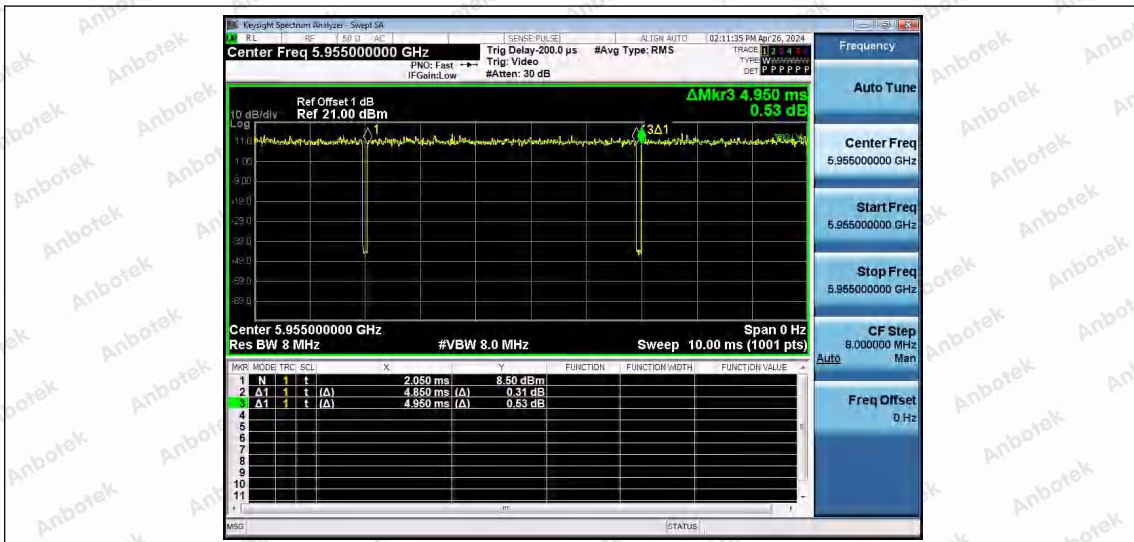 Keysight Spectrum Analyzer - Swept SA
RL RF 50 Ω AC SENSE:PULSE ALIGN AUTO 02:11:35 PM Apr 26, 2024
Center Freq 5.955000000 GHz Trig Delay-200.0 µs #Avg Type: RMS TRACE 1 2 3 4 5 6
PNO: Fast Trig: Video TYPE
IFGain:Low #Atten: 30 dB DET P P P P P
ΔMkr3 4.950 ms
0.53 dB
Ref Offset 1 dB
10 dB/div Ref 21.00 dBm
Log
11.0
1.00
-9.00
-19.0
-29.0
-39.0
-49.0
-59.0
-69.0
1
3Δ1
Center 5.955000000 GHz Span 0 Hz
Res BW 8 MHz #VBW 8.0 MHz Sweep 10.00 ms (1001 pts)
MKR MODE TRC SCL X Y FUNCTION FUNCTION WIDTH FUNCTION VALUE
1 N 1 t 2.050 ms 8.50 dBm
2 Δ1 1 t (Δ) 4.850 ms (Δ) 0.31 dB
3 Δ1 1 t (Δ) 4.950 ms (Δ) 0.53 dB
4
5
6
7
8
9
10
11
MSG STATUS
Frequency
Auto Tune
Center Freq
5.955000000 GHz
Start Freq
5.955000000 GHz
Stop Freq
5.955000000 GHz
CF Step
8.000000 MHz
Auto Man
Freq Offset
0 Hz
Anbotek